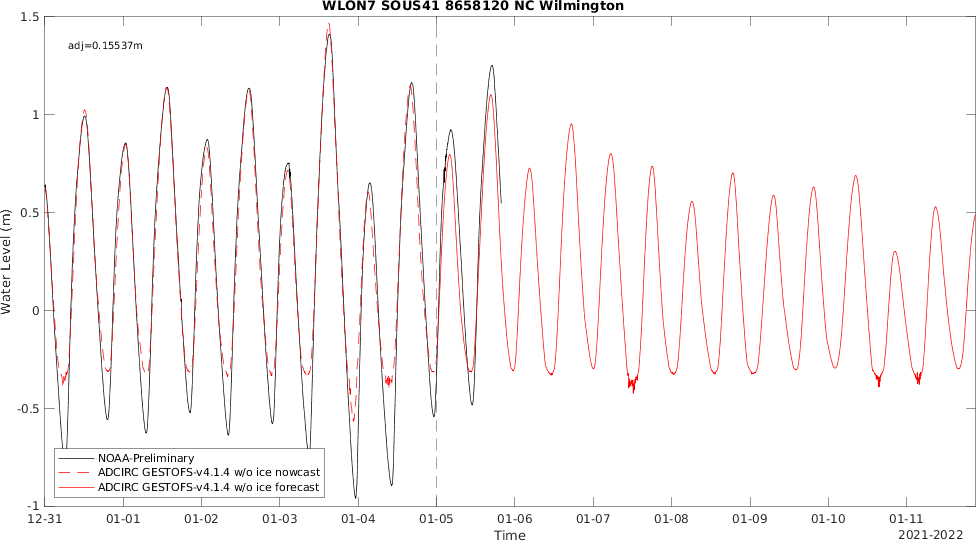 WLON7 SOUS41 8658120 NC Wilmington
adj=0.15537m
1.5
1
0.5
0
-0.5
-1
Water Level (m)
NOAA-Preliminary
ADCIRC GESTOFS-v4.1.4 w/o ice nowcast
ADCIRC GESTOFS-v4.1.4 w/o ice forecast
12-31 01-01 01-02 01-03 01-04 01-05 01-06 01-07 01-08 01-09 01-10 01-11
Time
2021-2022